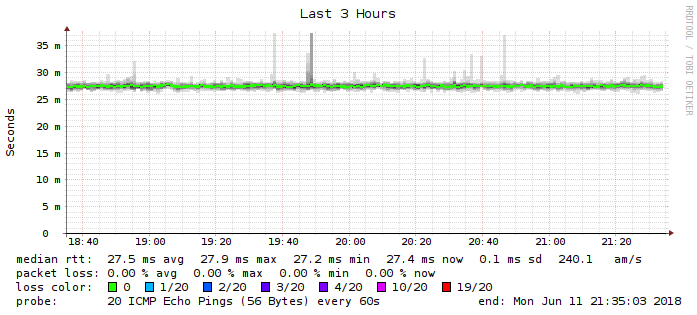 Last 3 Hours
RRDTOOL / TOBI OETIKER
Seconds
35 m
30 m
25 m
20 m
15 m
10 m
5 m
0
18:40 19:00 19:20 19:40 20:00 20:20 20:40 21:00 21:20
median rtt: 27.5 ms avg 27.9 ms max 27.2 ms min 27.4 ms now 0.1 ms sd 240.1 am/s
packet loss: 0.00 % avg 0.00 % max 0.00 % min 0.00 % now
loss color: 0 1/20 2/20 3/20 4/20 10/20 19/20
probe: 20 ICMP Echo Pings (56 Bytes) every 60s end: Mon Jun 11 21:35:03 2018